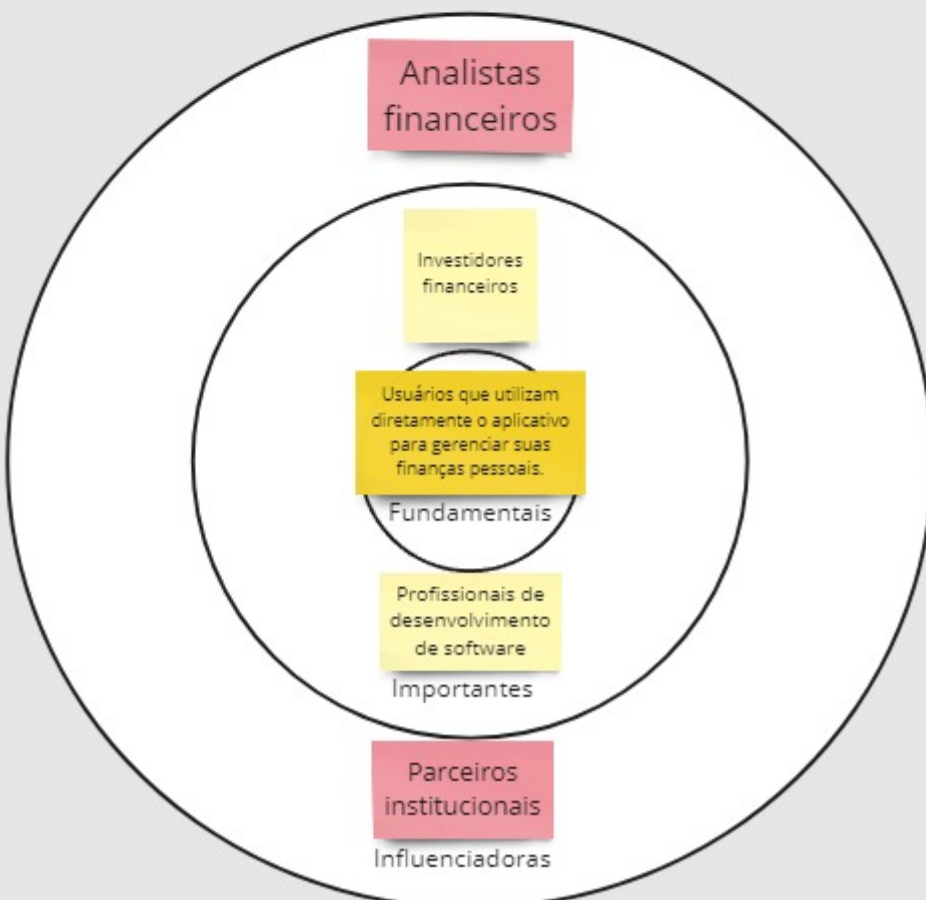 Analistas
financeiros
Investidores
financeiros
Usuários que utilizam
diretamente o aplicativo
para gerenciar suas
finanças pessoais.
Fundamentais
Profissionais de
desenvolvimento
de software
Importantes
Parceiros
institucionais
Influenciadoras